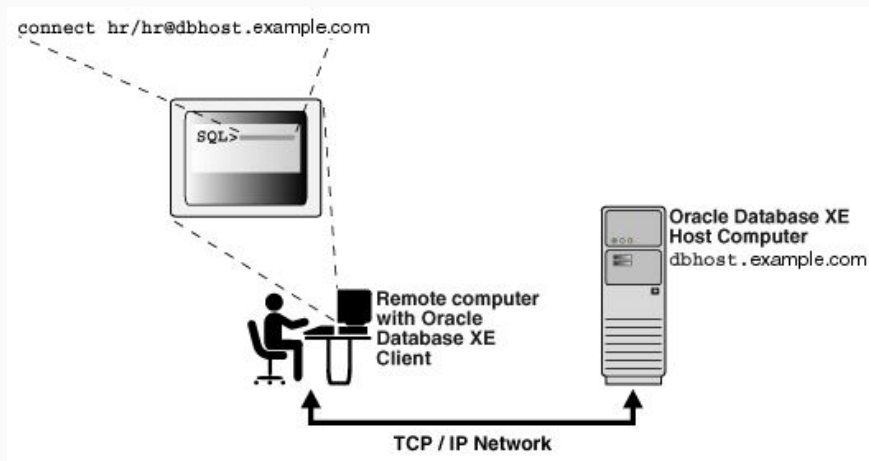 connect hr/hr@dbhost.example.com
SQL>
Oracle Database XE
Host Computer
dbhost.example.com
Remote computer
with Oracle
Database XE
Client
TCP / IP Network